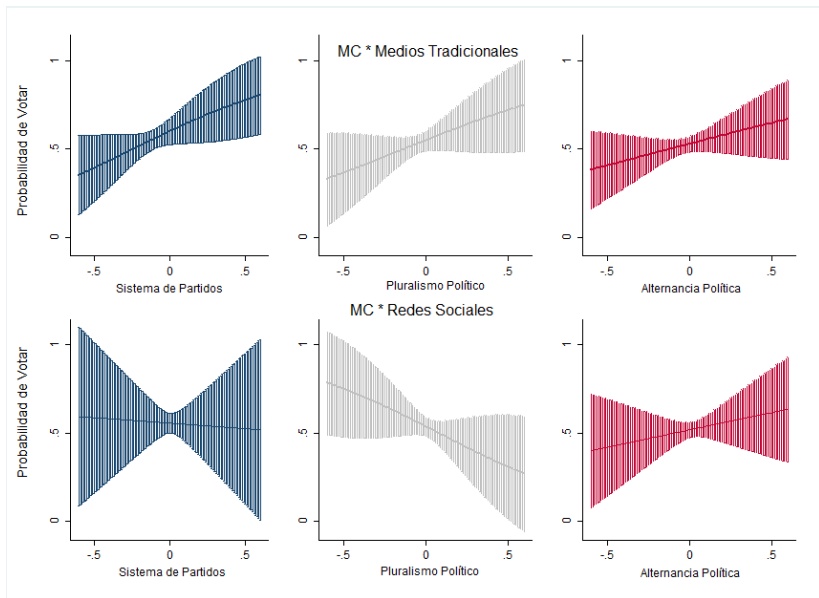 MC * Medios Tradicionales
Probabilidad de Votar
1
.5
0
-.5 0 .5
Sistema de Partidos
1
.5
0
-.5 0 .5
Pluralismo Político
1
.5
0
-.5 0 .5
Alternancia Política
MC * Redes Sociales
Probabilidad de Votar
1
.5
0
-.5 0 .5
Sistema de Partidos
1
.5
0
-.5 0 .5
Pluralismo Político
1
.5
0
-.5 0 .5
Alternancia Política